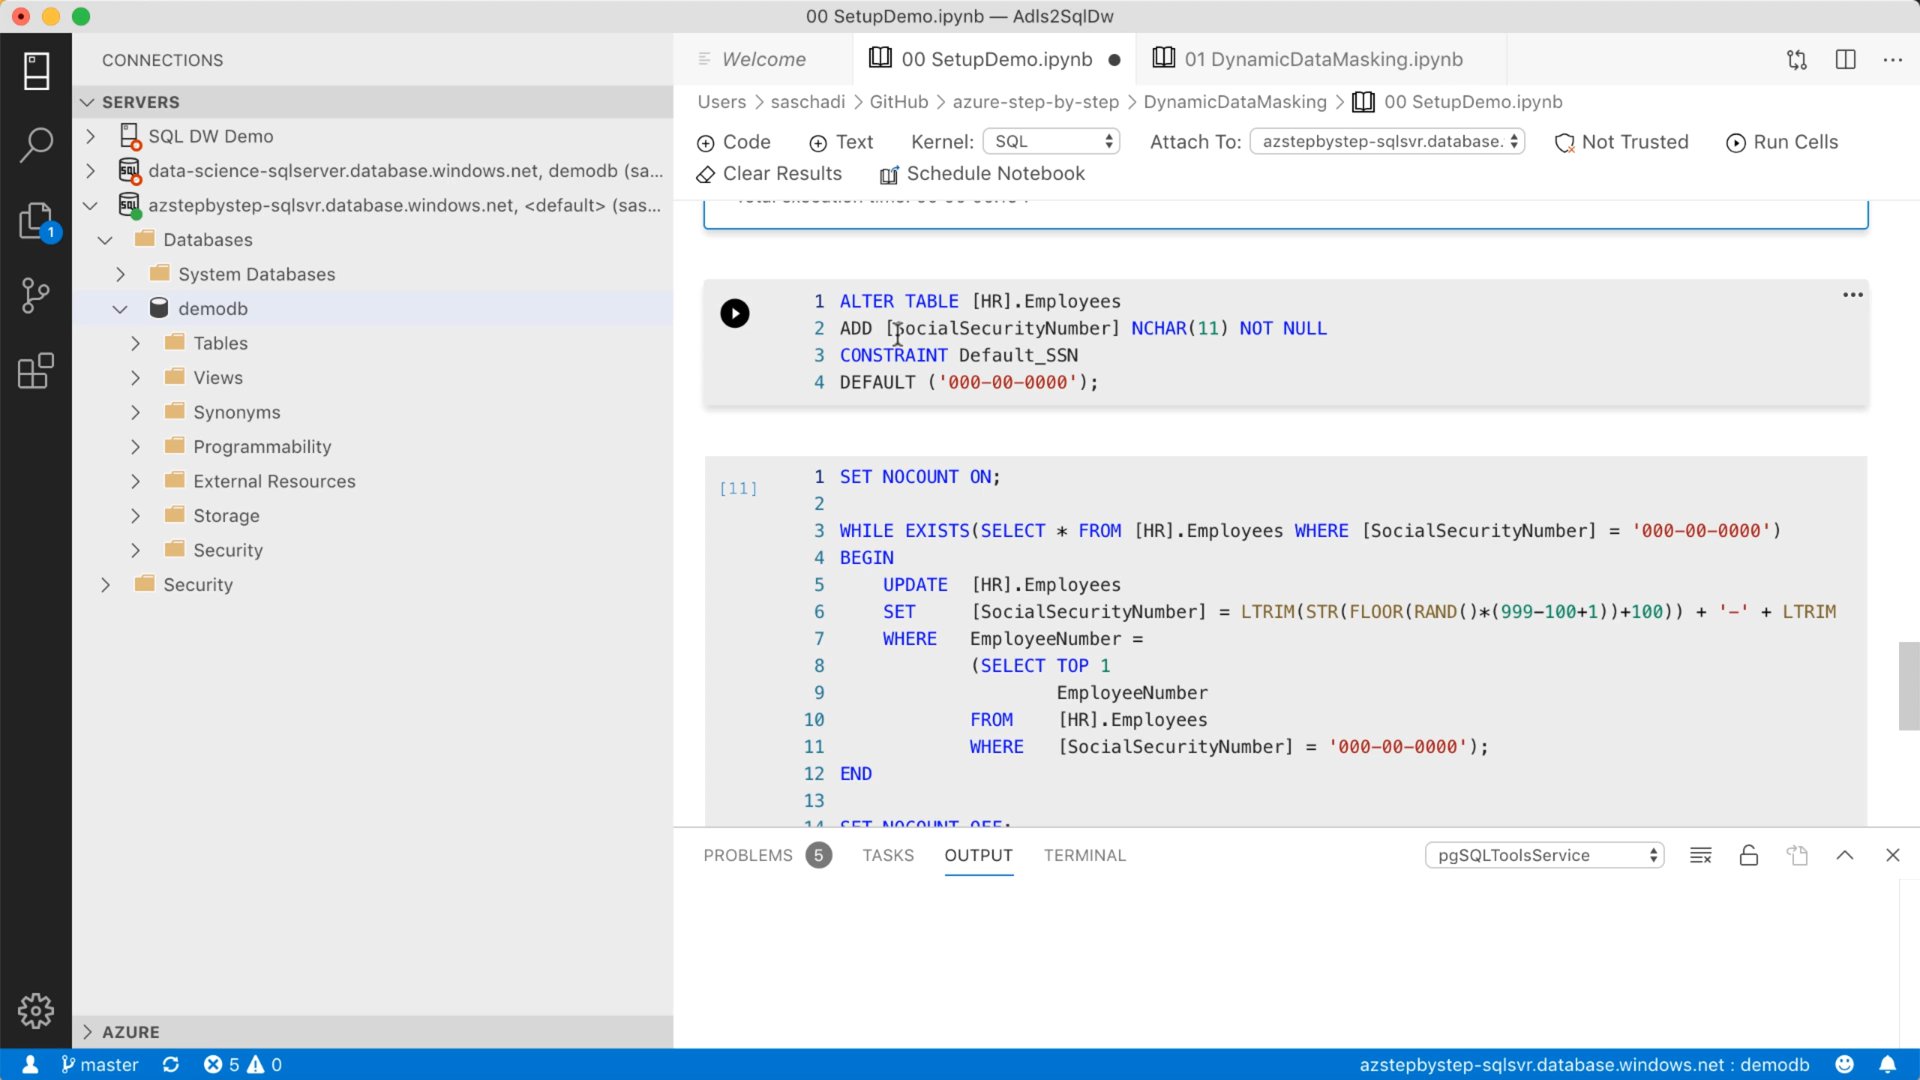 00 SetupDemo.ipynb — Adls2SqlDw
CONNECTIONS
SERVERS
SQL DW Demo
data-science-sqlserver.database.windows.net, demodb (sa...
azstepbystep-sqlsvr.database.windows.net, <default> (sas...
Databases
System Databases
demodb
Tables
Views
Synonyms
Programmability
External Resources
Storage
Security
Security
AZURE
1
Welcome
00 SetupDemo.ipynb
01 DynamicDataMasking.ipynb
Users > saschadi > GitHub > azure-step-by-step > DynamicDataMasking > 00 SetupDemo.ipynb
Code Text Kernel: SQL Attach To: azstepbystep-sqlsvr.database. Not Trusted Run Cells
Clear Results Schedule Notebook
1 ALTER TABLE [HR].Employees
2 ADD [SocialSecurityNumber] NCHAR(11) NOT NULL
3 CONSTRAINT Default_SSN
4 DEFAULT ('000-00-0000');
[11]
1 SET NOCOUNT ON;
2
3 WHILE EXISTS(SELECT * FROM [HR].Employees WHERE [SocialSecurityNumber] = '000-00-0000')
4 BEGIN
5 UPDATE [HR].Employees
6 SET [SocialSecurityNumber] = LTRIM(STR(FLOOR(RAND()*(999-100+1))+100)) + '-' + LTRIM
7 WHERE EmployeeNumber =
8 (SELECT TOP 1
9 EmployeeNumber
10 FROM [HR].Employees
11 WHERE [SocialSecurityNumber] = '000-00-0000');
12 END
13
14 SET NOCOUNT OFF;
PROBLEMS 5 TASKS OUTPUT TERMINAL pgSQLToolsService
master 5 0 azstepbystep-sqlsvr.database.windows.net : demodb